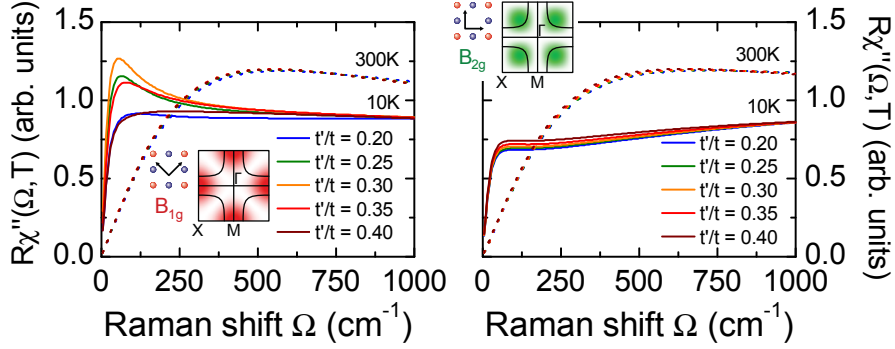 Rχ''(Ω,T) (arb. units)
1.5
1.0
0.5
0.0
300K
10K
B1g
Γ
X M
t'/t = 0.20
t'/t = 0.25
t'/t = 0.30
t'/t = 0.35
t'/t = 0.40
0 250 500 750 1000
Raman shift Ω (cm⁻¹)
B2g
Γ
X M
300K
10K
t'/t = 0.20
t'/t = 0.25
t'/t = 0.30
t'/t = 0.35
t'/t = 0.40
0 250 500 750 1000
Raman shift Ω (cm⁻¹)
1.5
1.0
0.5
0.0
Rχ''(Ω,T) (arb. units)